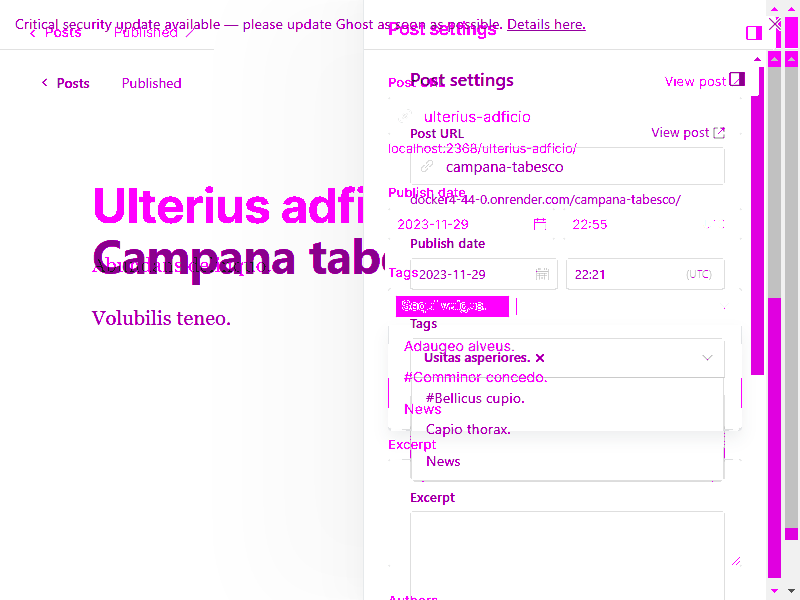 Critical security update available — please update Ghost as soon as possible. Details here.
Posts
Published
Post settings
Posts
Published
Post settings
View post
Post URL
ulterius-adficio
Post URL
View post
localhost:2368/ulterius-adficio/
campana-tabesco
Publish date
docker4-44-0.onrender.com/campana-tabesco/
Ulterius adfi
2023-11-29
22:55
Publish date
Campana tabe
Tags
2023-11-29
22:21
(UTC)
Volubilis teneo.
Tags
Adaugeo alveus.
Usitas asperiores.
#Comminor concedo.
#Bellicus cupio.
News
Capio thorax.
Excerpt
News
Excerpt
Authors